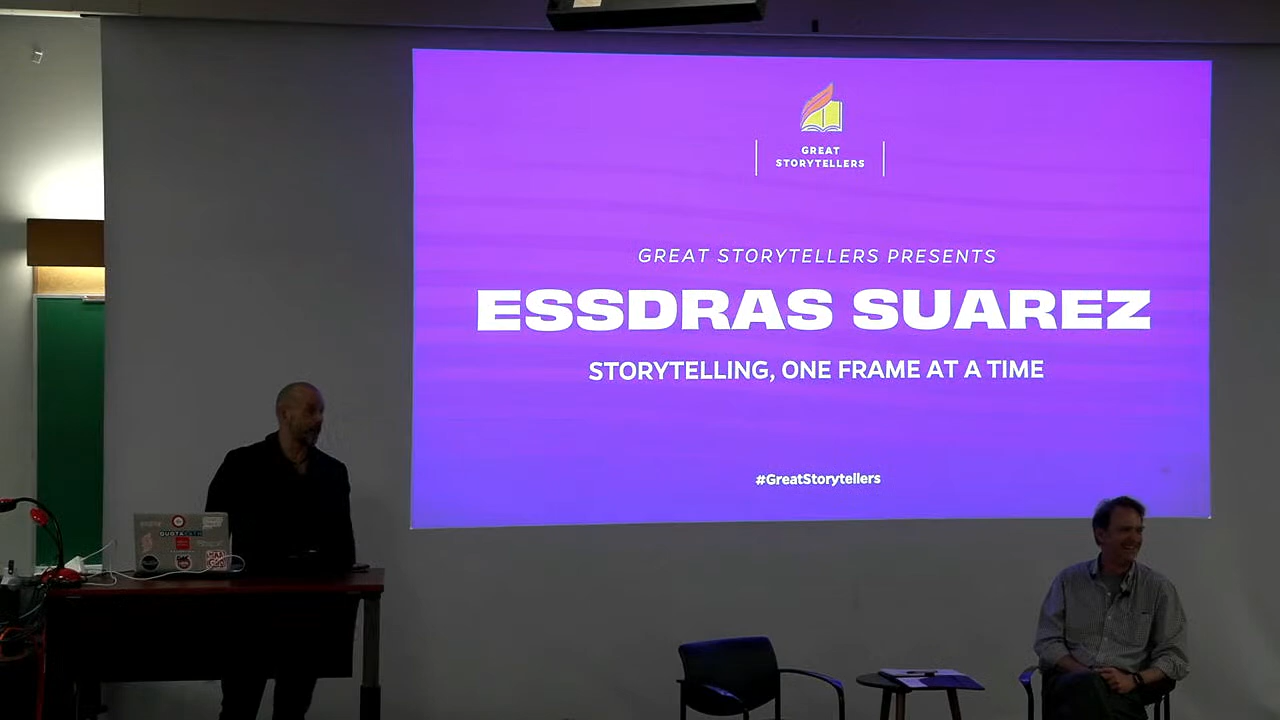 GREAT
STORYTELLERS
GREAT STORYTELLERS PRESENTS
ESSDRAS SUAREZ
STORYTELLING, ONE FRAME AT A TIME
#GreatStorytellers